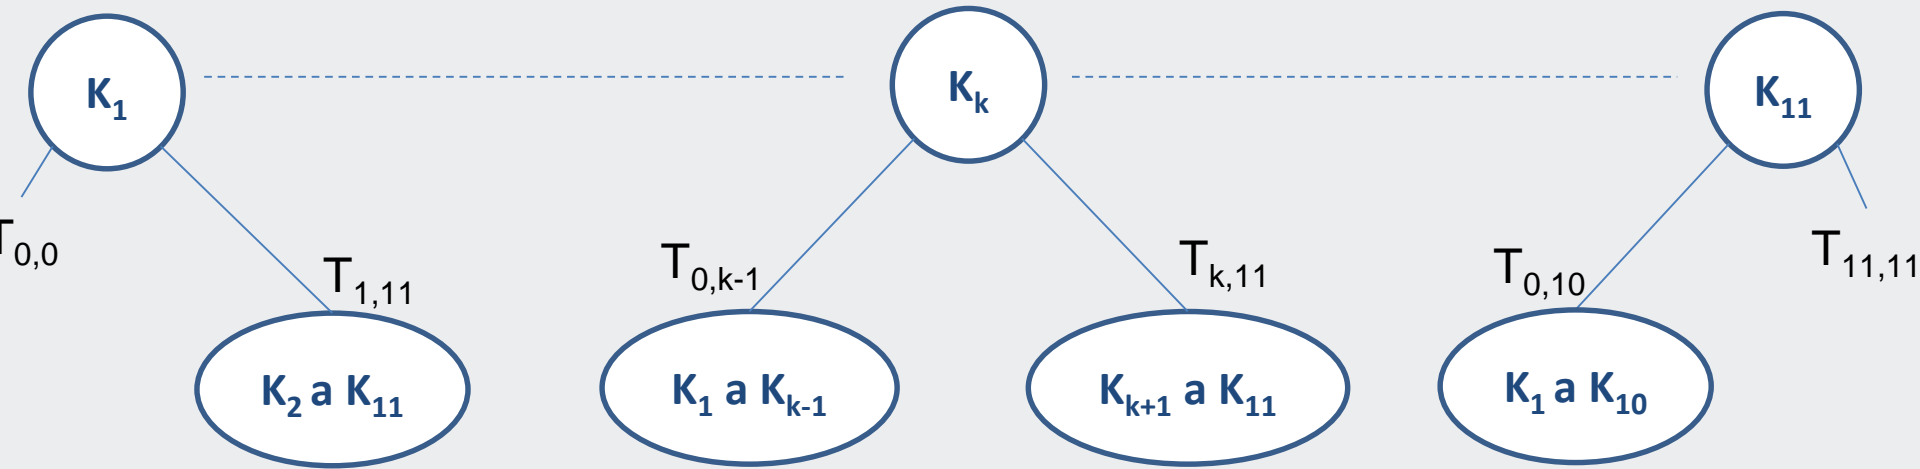 K₁
Kₖ
K₁₁
T₀,₀
T₁,₁₁
T₀,ₖ₋₁
Tₖ,₁₁
T₀,₁₀
T₁₁,₁₁
K₂ a K₁₁
K₁ a Kₖ₋₁
Kₖ₊₁ a K₁₁
K₁ a K₁₀